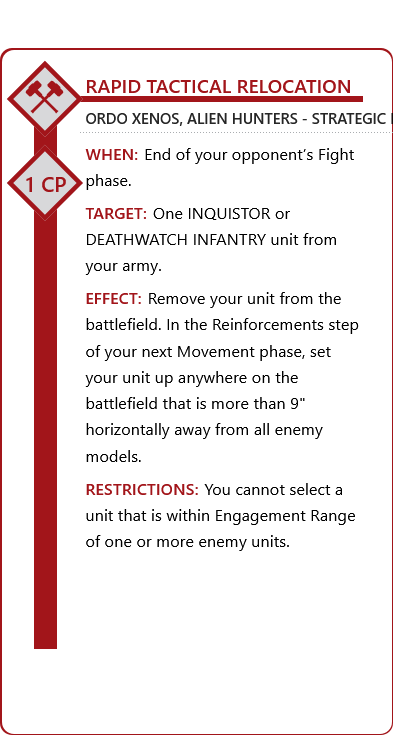 RAPID TACTICAL RELOCATION
ORDO XENOS, ALIEN HUNTERS - STRATEGIC
1 CP
WHEN: End of your opponent's Fight
phase.
TARGET: One INQUISTOR or
DEATHWATCH INFANTRY unit from
your army.
EFFECT: Remove your unit from the
battlefield. In the Reinforcements step
of your next Movement phase, set
your unit up anywhere on the
battlefield that is more than 9"
horizontally away from all enemy
models.
RESTRICTIONS: You cannot select a
unit that is within Engagement Range
of one or more enemy units.